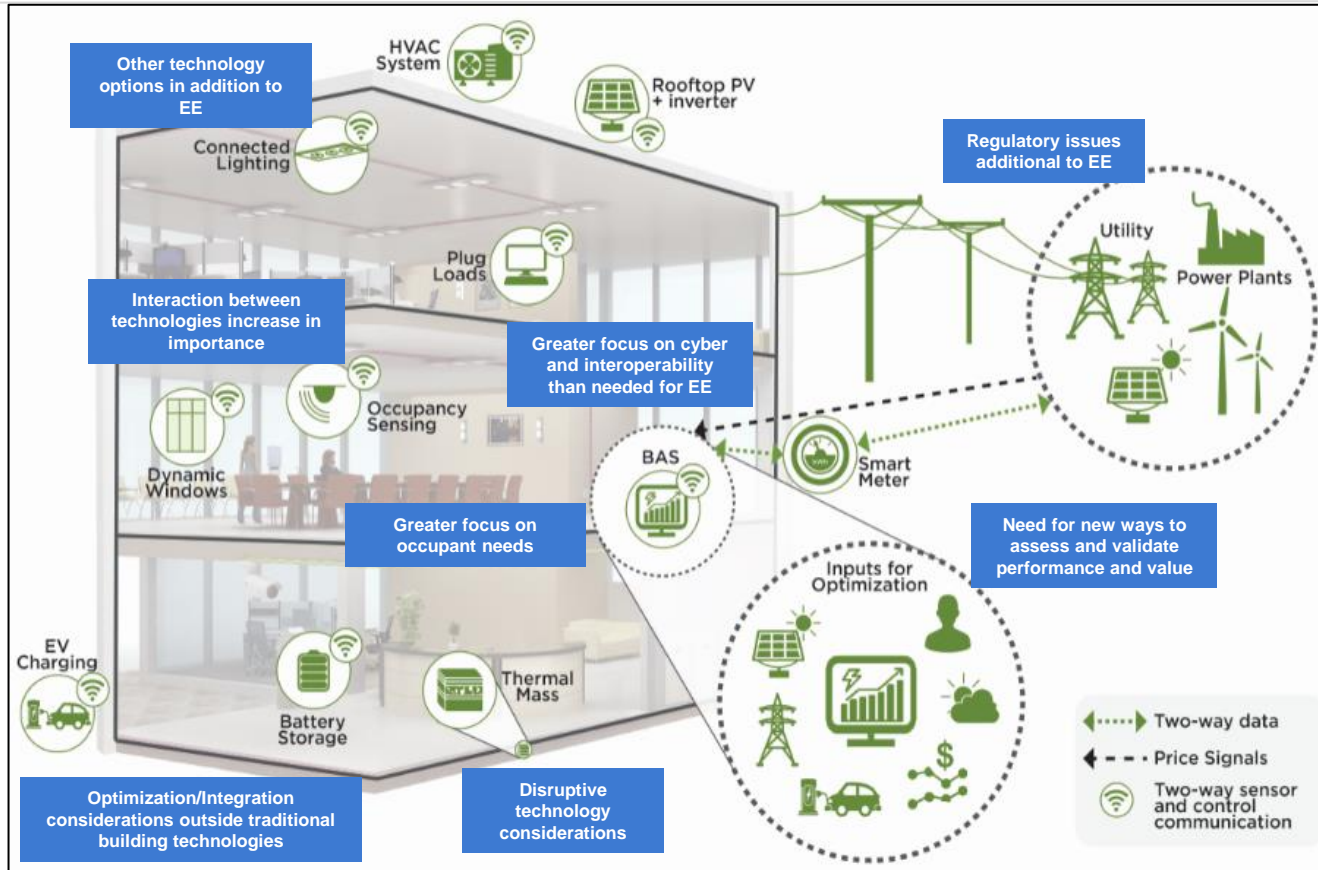 Other technology
options in addition to
EE
HVAC
System
Rooftop PV
+ inverter
Connected
Lighting
Regulatory issues
additional to EE
Utility
Power Plants
Plug
Loads
Interaction between
technologies increase in
importance
Greater focus on cyber
and interoperability
than needed for EE
Occupancy
Sensing
Dynamic
Windows
BAS
kWh
Smart
Meter
Greater focus on
occupant needs
Need for new ways to
assess and validate
performance and value
Inputs for
Optimization
EV
Charging
Battery
Storage
Thermal
Mass
$
Two-way data
Price Signals
Two-way sensor
and control
communication
Optimization/Integration
considerations outside traditional
building technologies
Disruptive
technology
considerations